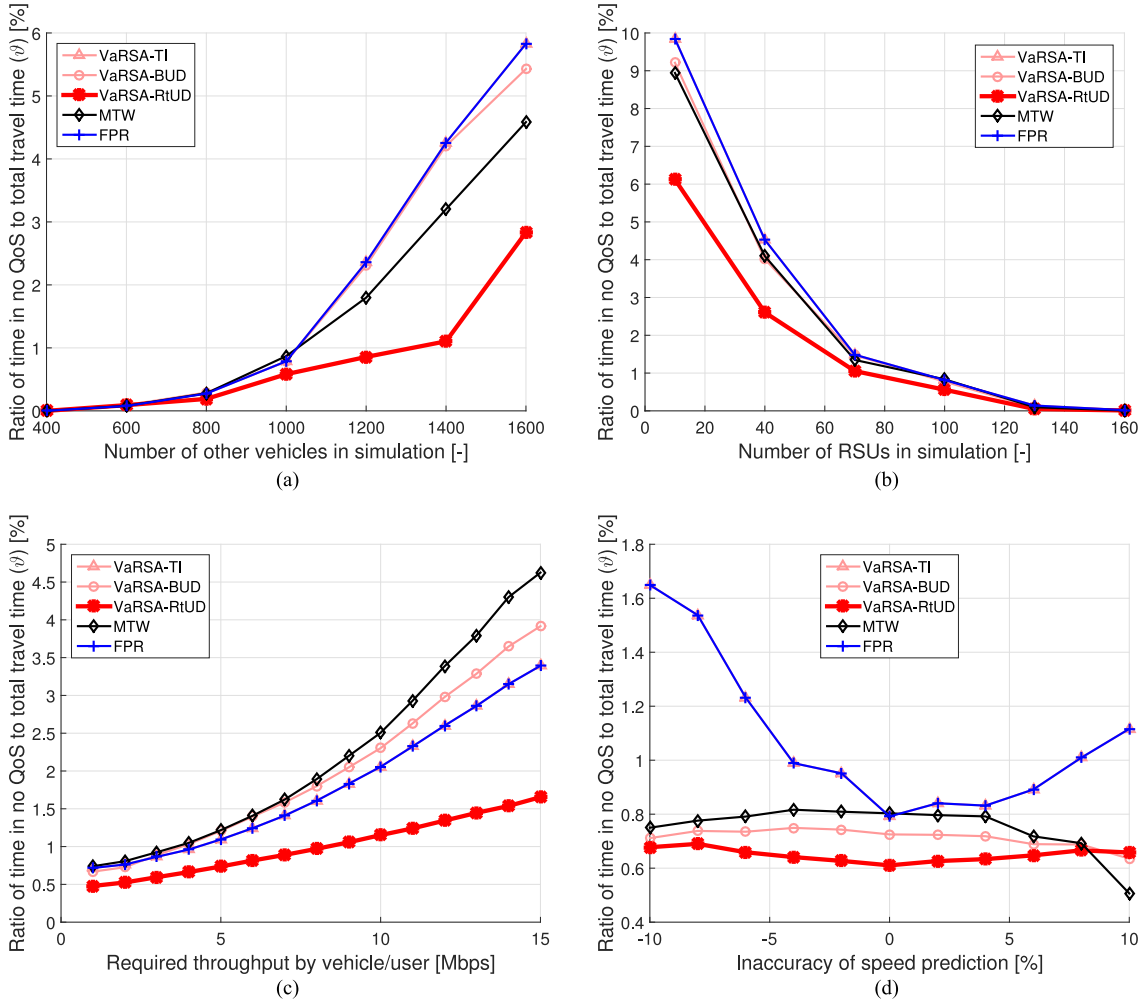 Ratio of time in no QoS to total travel time (ϑ) [%]
6
5
4
3
2
1
0
VaRSA-TI
VaRSA-BUD
VaRSA-RtUD
MTW
FPR
400 600 800 1000 1200 1400 1600
Number of other vehicles in simulation [-]
(a)
Ratio of time in no QoS to total travel time (ϑ) [%]
10
9
8
7
6
5
4
3
2
1
0
VaRSA-TI
VaRSA-BUD
VaRSA-RtUD
MTW
FPR
0 20 40 60 80 100 120 140 160
Number of RSUs in simulation [-]
(b)
Ratio of time in no QoS to total travel time (ϑ) [%]
5
4.5
4
3.5
3
2.5
2
1.5
1
0.5
0
VaRSA-TI
VaRSA-BUD
VaRSA-RtUD
MTW
FPR
0 5 10 15
Required throughput by vehicle/user [Mbps]
(c)
Ratio of time in no QoS to total travel time (ϑ) [%]
1.8
1.6
1.4
1.2
1
0.8
0.6
0.4
VaRSA-TI
VaRSA-BUD
VaRSA-RtUD
MTW
FPR
-10 -5 0 5 10
Inaccuracy of speed prediction [%]
(d)